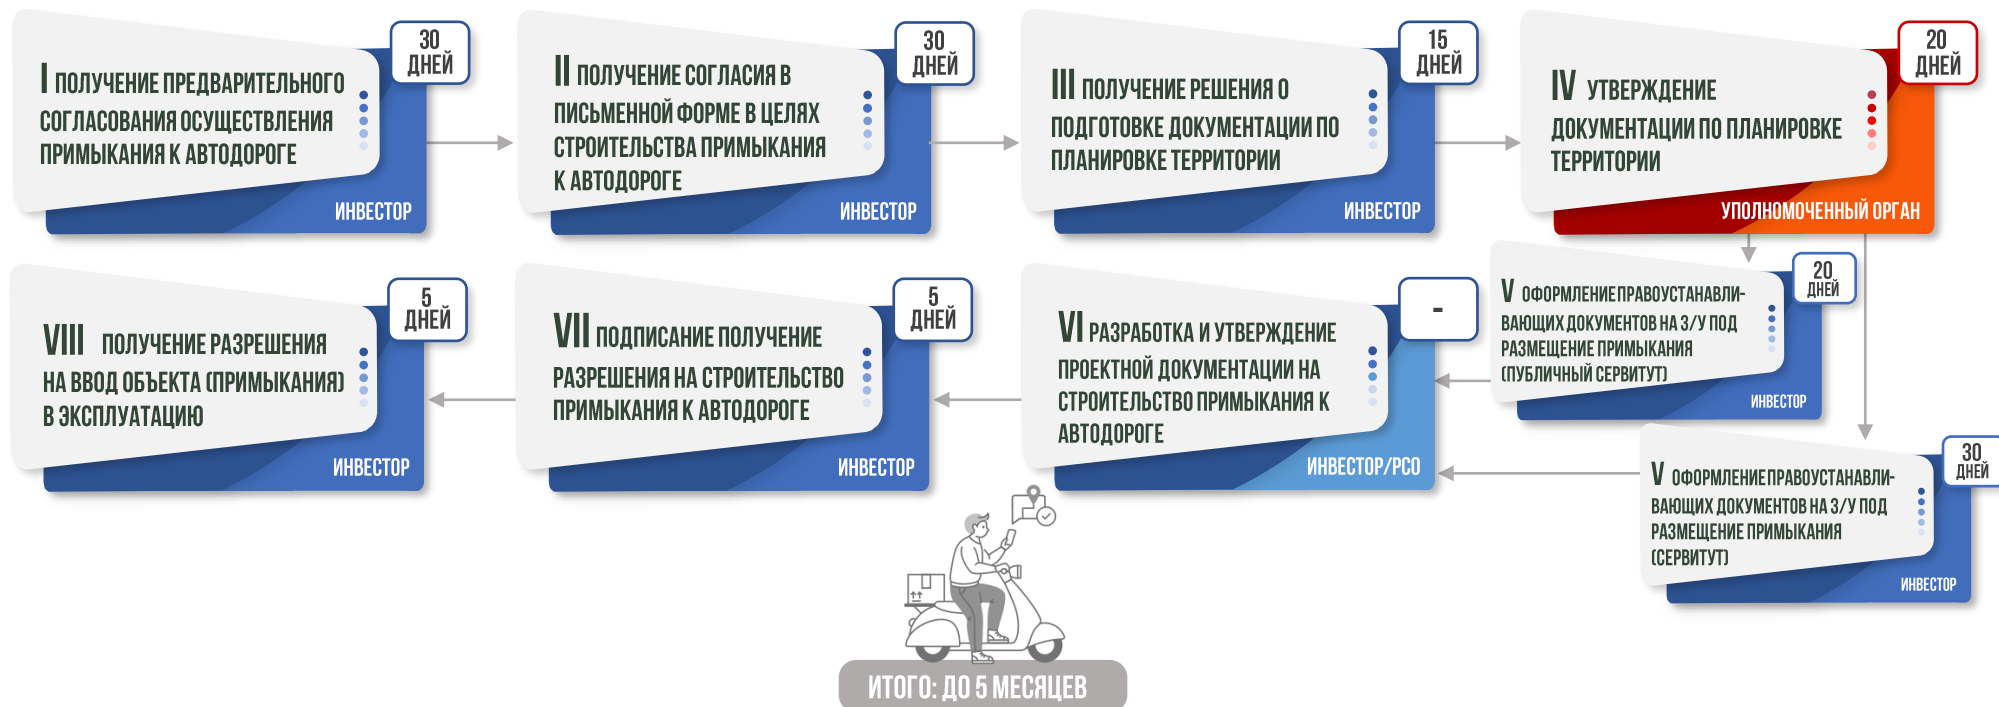 I ПОЛУЧЕНИЕ ПРЕДВАРИТЕЛЬНОГО
СОГЛАСОВАНИЯ ОСУЩЕСТВЛЕНИЯ
ПРИМЫКАНИЯ К АВТОДОРОГЕ
30
ДНЕЙ
ИНВЕСТОР
II ПОЛУЧЕНИЕ СОГЛАСИЯ В
ПИСЬМЕННОЙ ФОРМЕ В ЦЕЛЯХ
СТРОИТЕЛЬСТВА ПРИМЫКАНИЯ
К АВТОДОРОГЕ
30
ДНЕЙ
ИНВЕСТОР
III ПОЛУЧЕНИЕ РЕШЕНИЯ О
ПОДГОТОВКЕ ДОКУМЕНТАЦИИ ПО
ПЛАНИРОВКЕ ТЕРРИТОРИИ
15
ДНЕЙ
ИНВЕСТОР
IV УТВЕРЖДЕНИЕ
ДОКУМЕНТАЦИИ ПО ПЛАНИРОВКЕ
ТЕРРИТОРИИ
20
ДНЕЙ
УПОЛНОМОЧЕННЫЙ ОРГАН
V ОФОРМЛЕНИЕ ПРАВОУСТАНАВЛИ-
ВАЮЩИХ ДОКУМЕНТОВ НА З/У ПОД
РАЗМЕЩЕНИЕ ПРИМЫКАНИЯ
(ПУБЛИЧНЫЙ СЕРВИТУТ)
20
ДНЕЙ
ИНВЕСТОР
V ОФОРМЛЕНИЕ ПРАВОУСТАНАВЛИ-
ВАЮЩИХ ДОКУМЕНТОВ НА З/У ПОД
РАЗМЕЩЕНИЕ ПРИМЫКАНИЯ
(СЕРВИТУТ)
30
ДНЕЙ
ИНВЕСТОР
VI РАЗРАБОТКА И УТВЕРЖДЕНИЕ
ПРОЕКТНОЙ ДОКУМЕНТАЦИИ НА
СТРОИТЕЛЬСТВО ПРИМЫКАНИЯ К
АВТОДОРОГЕ
-
ИНВЕСТОР/РСО
VII ПОДПИСАНИЕ ПОЛУЧЕНИЕ
РАЗРЕШЕНИЯ НА СТРОИТЕЛЬСТВО
ПРИМЫКАНИЯ К АВТОДОРОГЕ
5
ДНЕЙ
ИНВЕСТОР
VIII ПОЛУЧЕНИЕ РАЗРЕШЕНИЯ
НА ВВОД ОБЪЕКТА (ПРИМЫКАНИЯ)
В ЭКСПЛУАТАЦИЮ
5
ДНЕЙ
ИНВЕСТОР
ИТОГО: ДО 5 МЕСЯЦЕВ